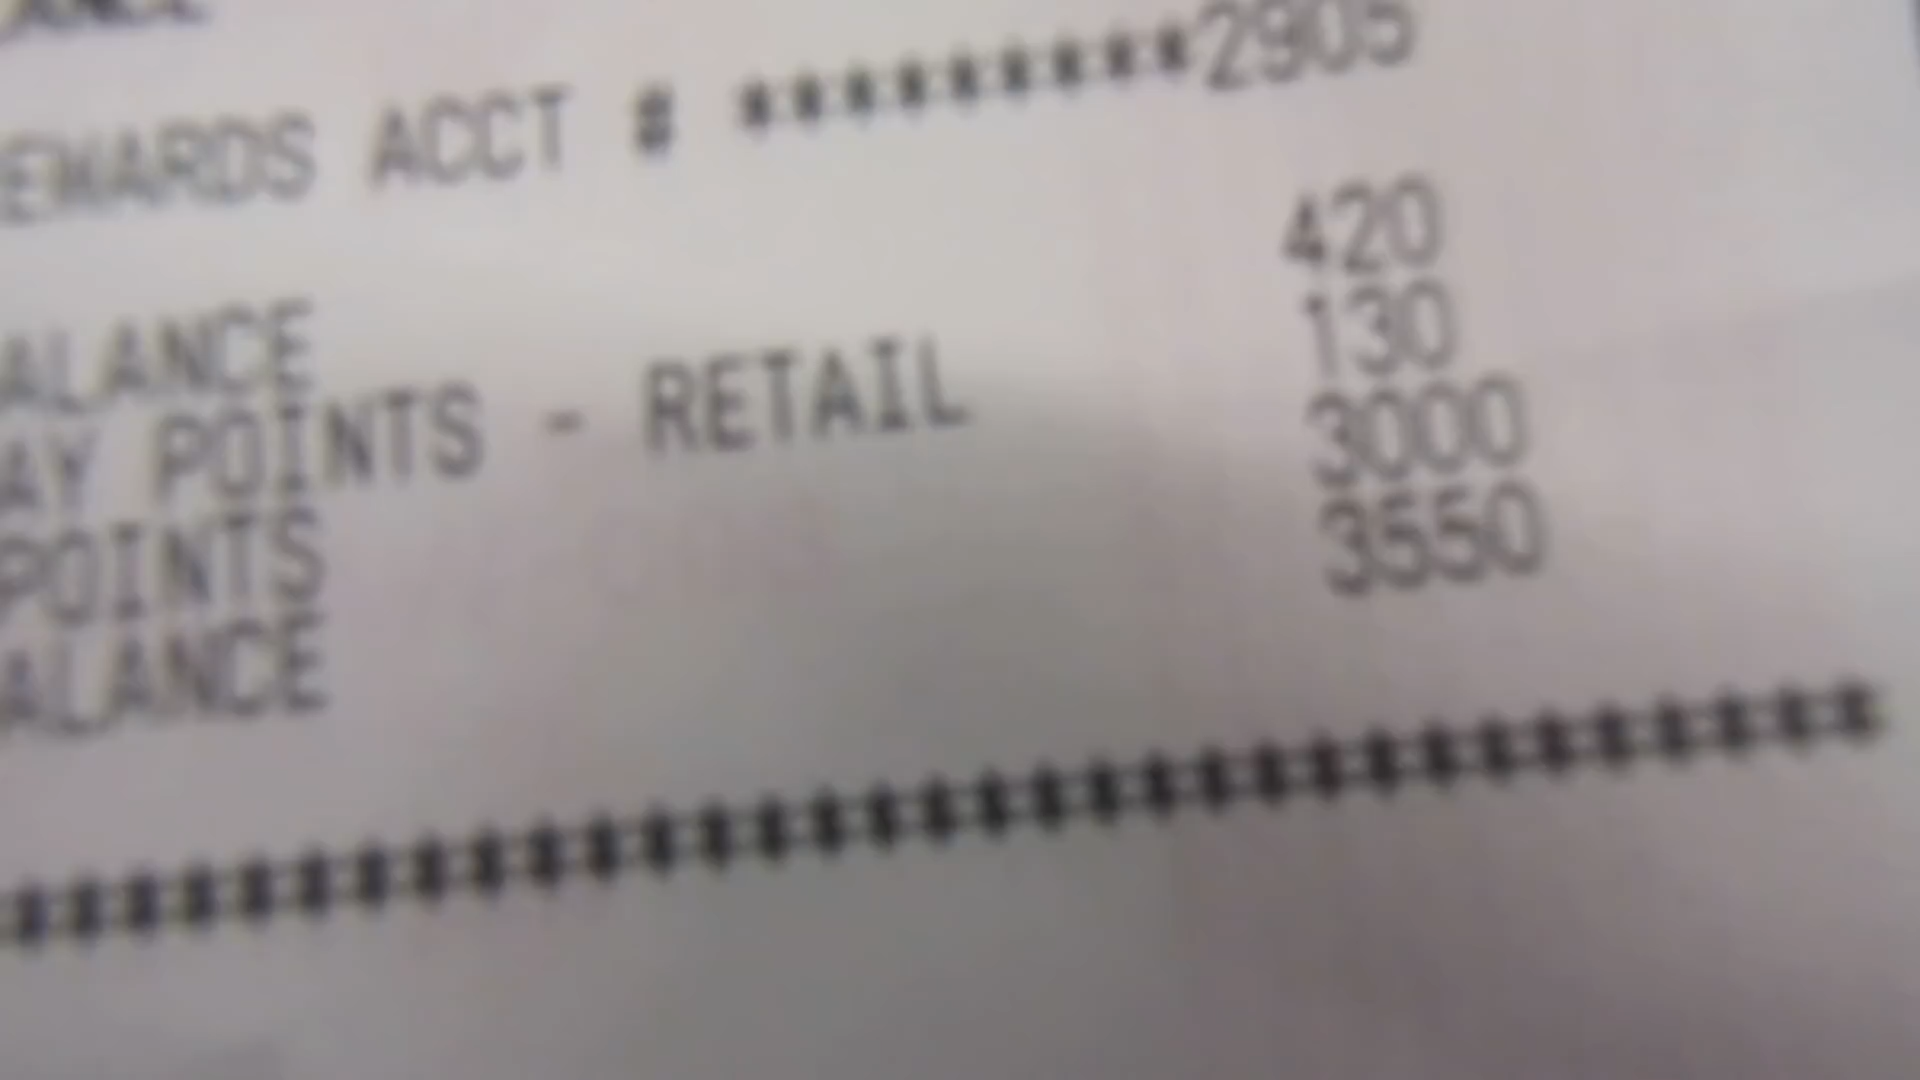 EWARDS ACCT # *********2905
420
ALANCE 130
AY POINTS - RETAIL 3000
POINTS 3550
ALANCE
*********************************